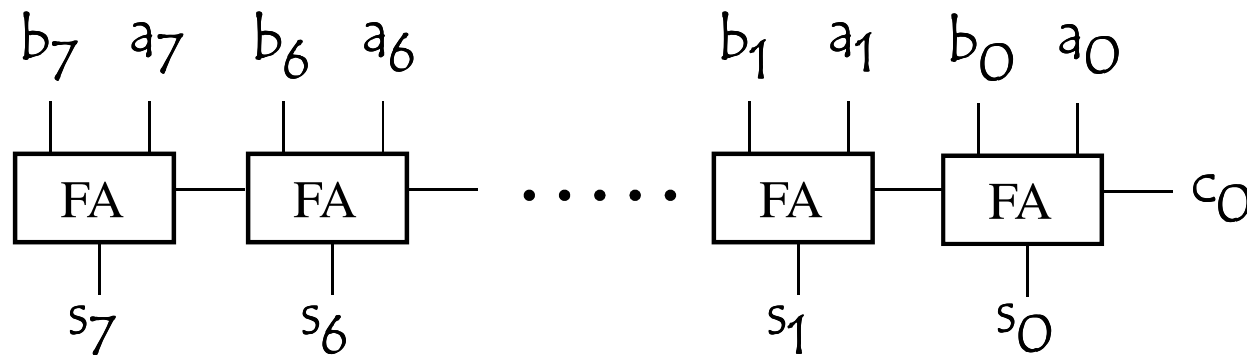 b7 a7 b6 a6 b1 a1 b0 a0
FA FA ..... FA FA c0
s7 s6 s1 s0